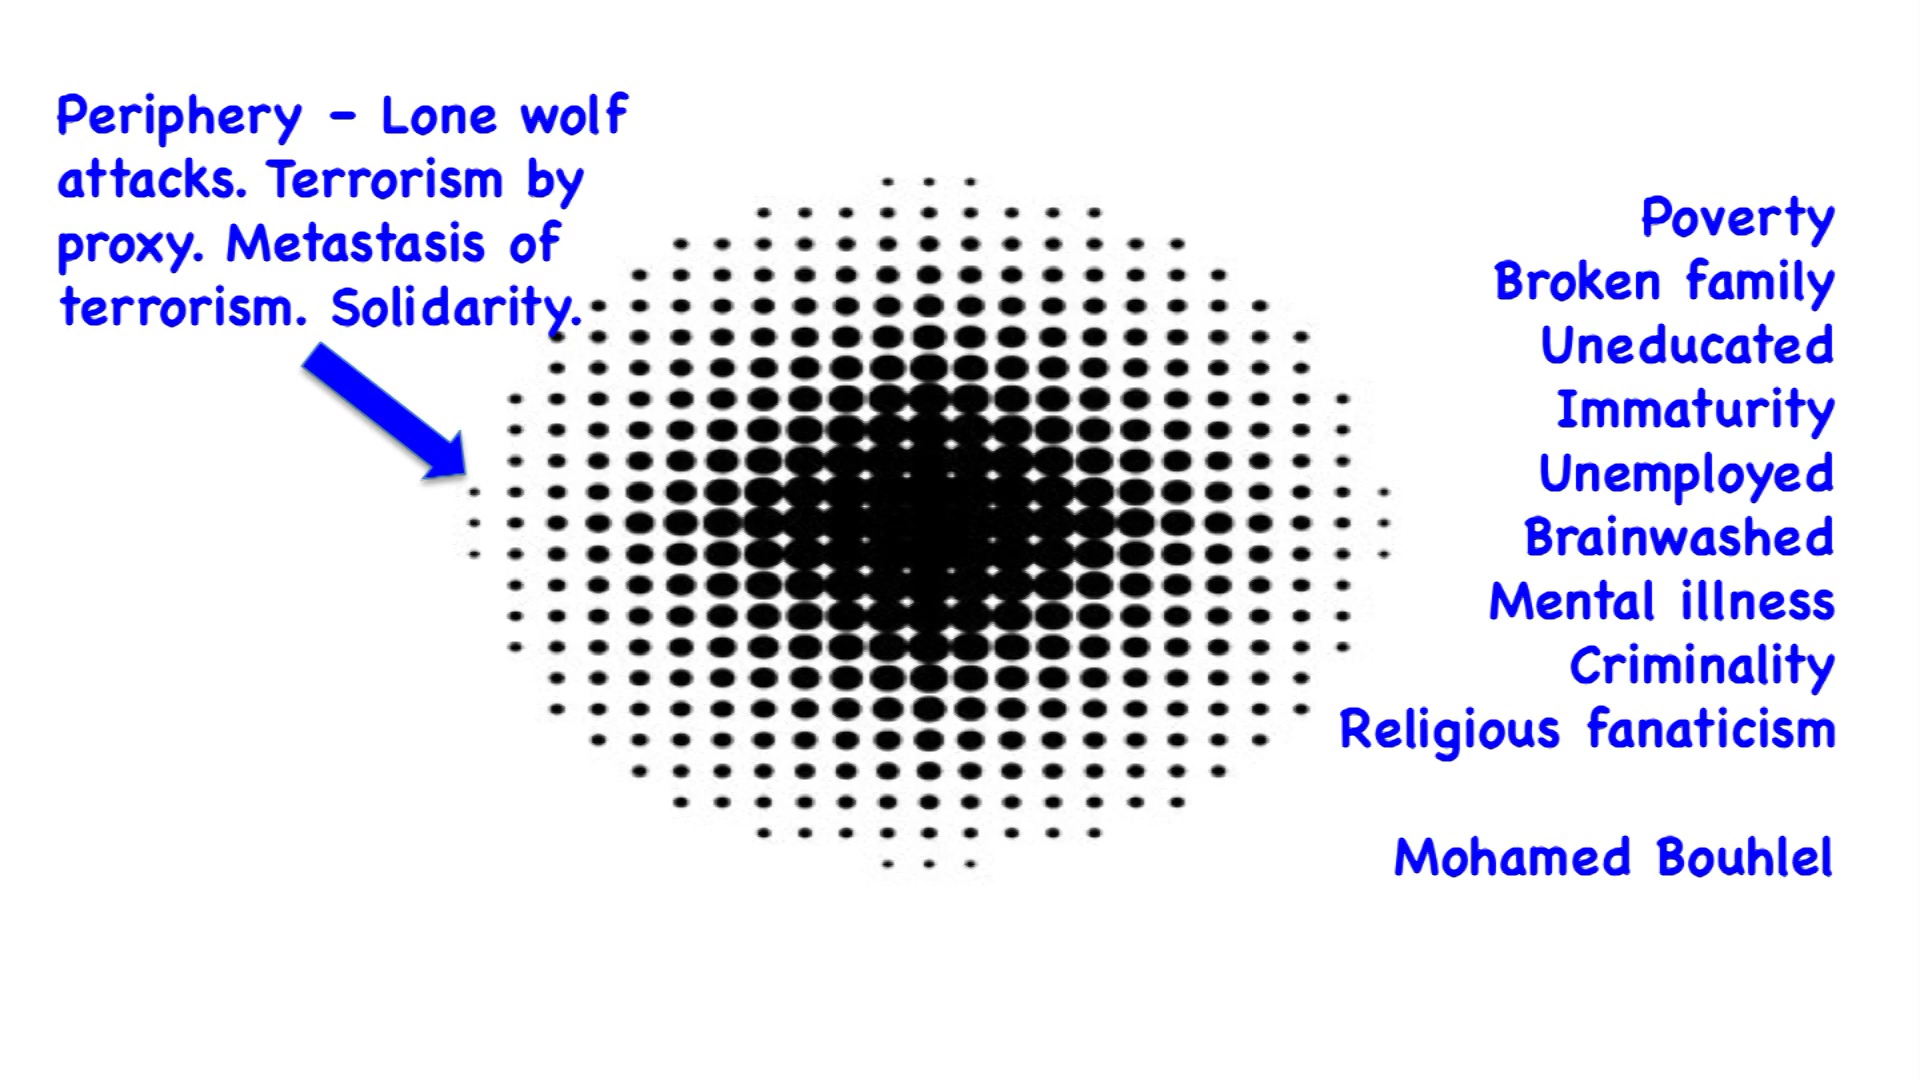 Periphery – Lone wolf
attacks. Terrorism by
proxy. Metastasis of
terrorism. Solidarity.
Poverty
Broken family
Uneducated
Immaturity
Unemployed
Brainwashed
Mental illness
Criminality
Religious fanaticism
Mohamed Bouhlel